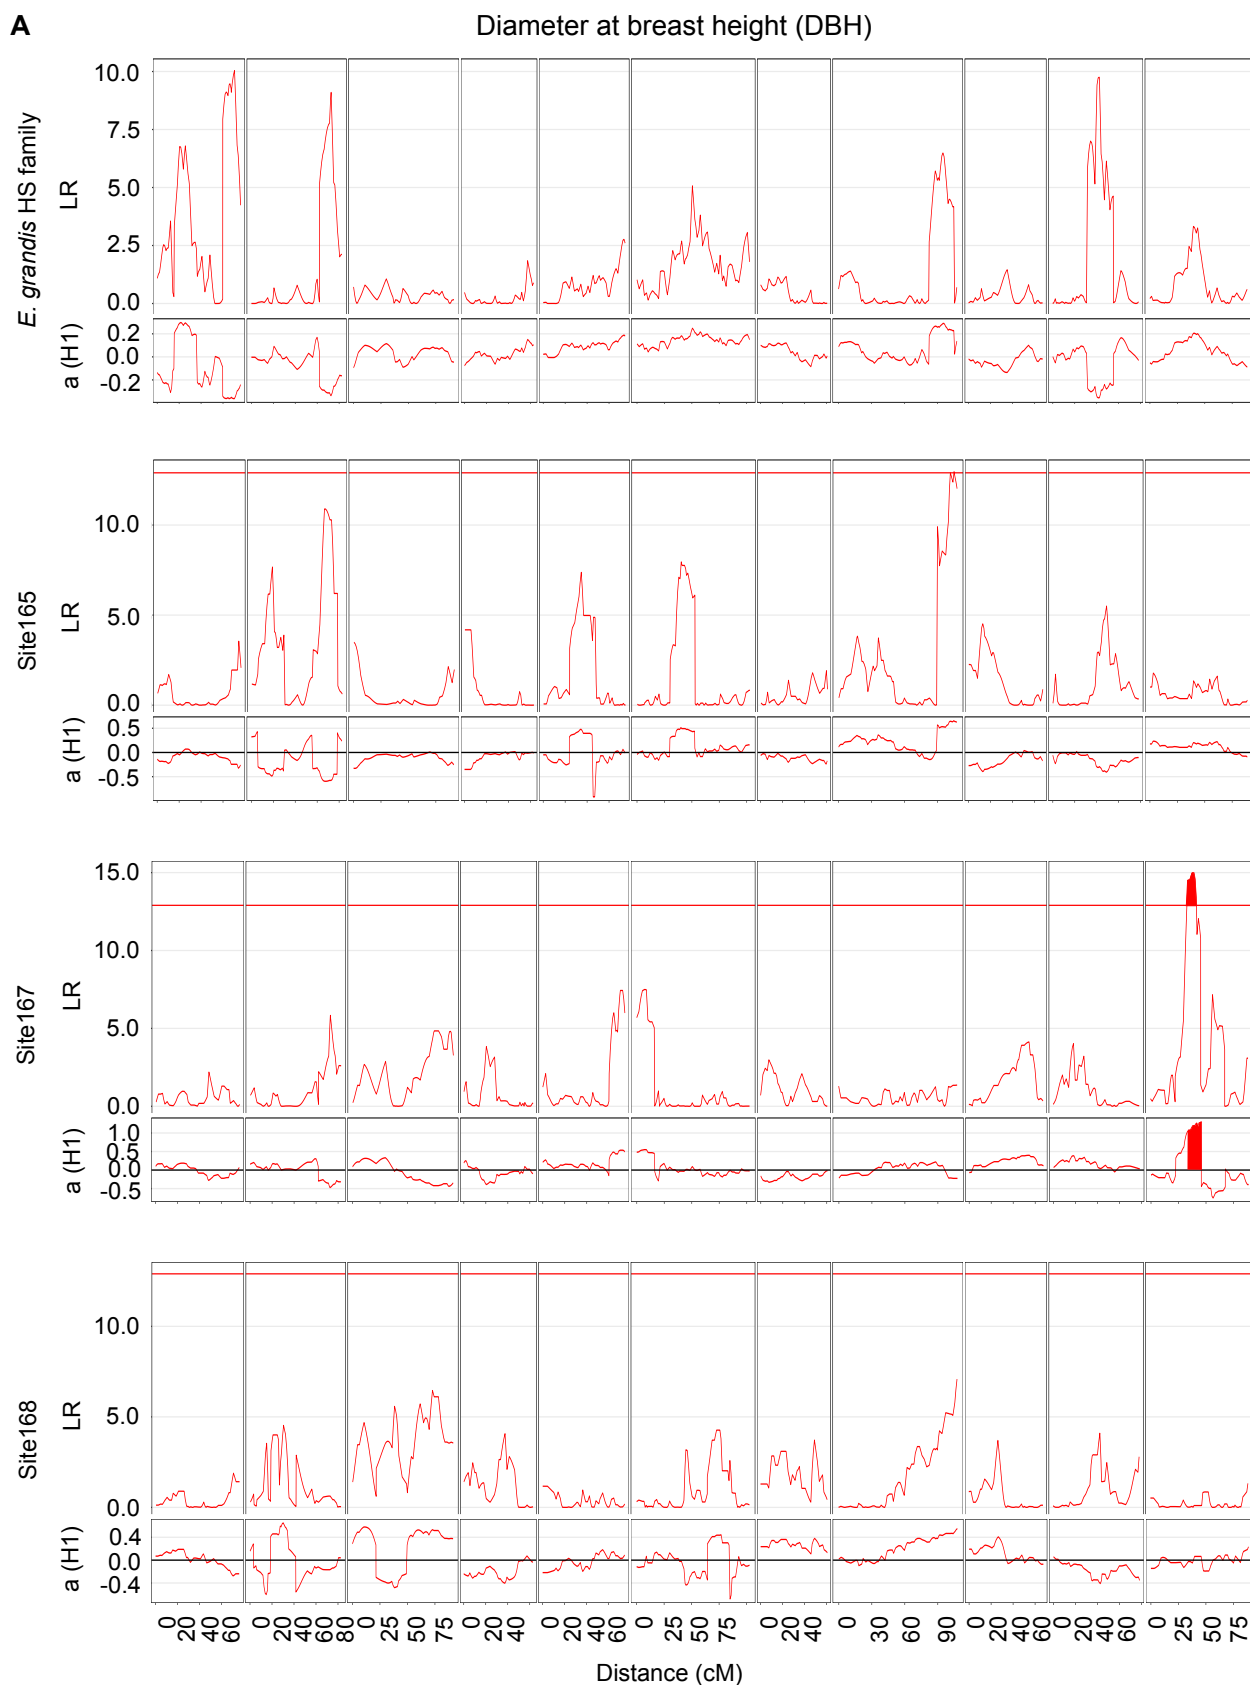 A
Diameter at breast height (DBH)
E. grandis HS family
LR
10.0
7.5
5.0
2.5
0.0
a (H1)
0.2
0.0
-0.2
Site165
LR
10.0
5.0
0.0
a (H1)
0.5
0.0
-0.5
Site167
LR
15.0
10.0
5.0
0.0
a (H1)
1.0
0.5
0.0
-0.5
Site168
LR
10.0
5.0
0.0
a (H1)
0.4
0.0
-0.4
0 20 40 60 0 20 40 60 80 0 25 50 75 0 20 40 0 20 40 60 0 25 50 75 0 20 40 0 30 60 90 0 20 40 60 0 20 40 60 0 25 50 75
Distance (cM)